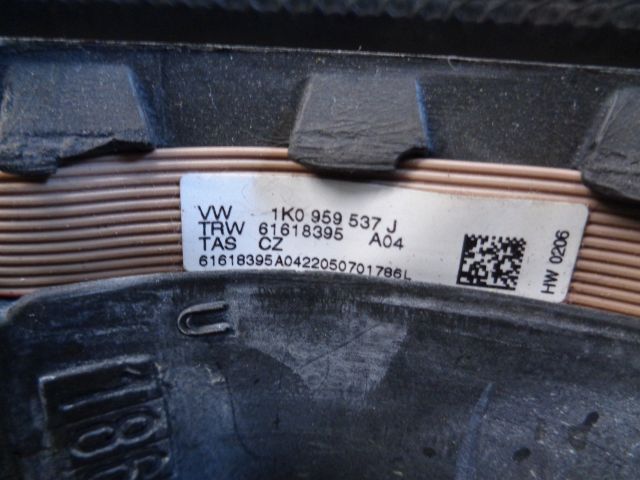 VW 1K0 959 537 J
TRW 61618395 A04
TAS CZ
61618395A0422050701786L
HW 0206
U